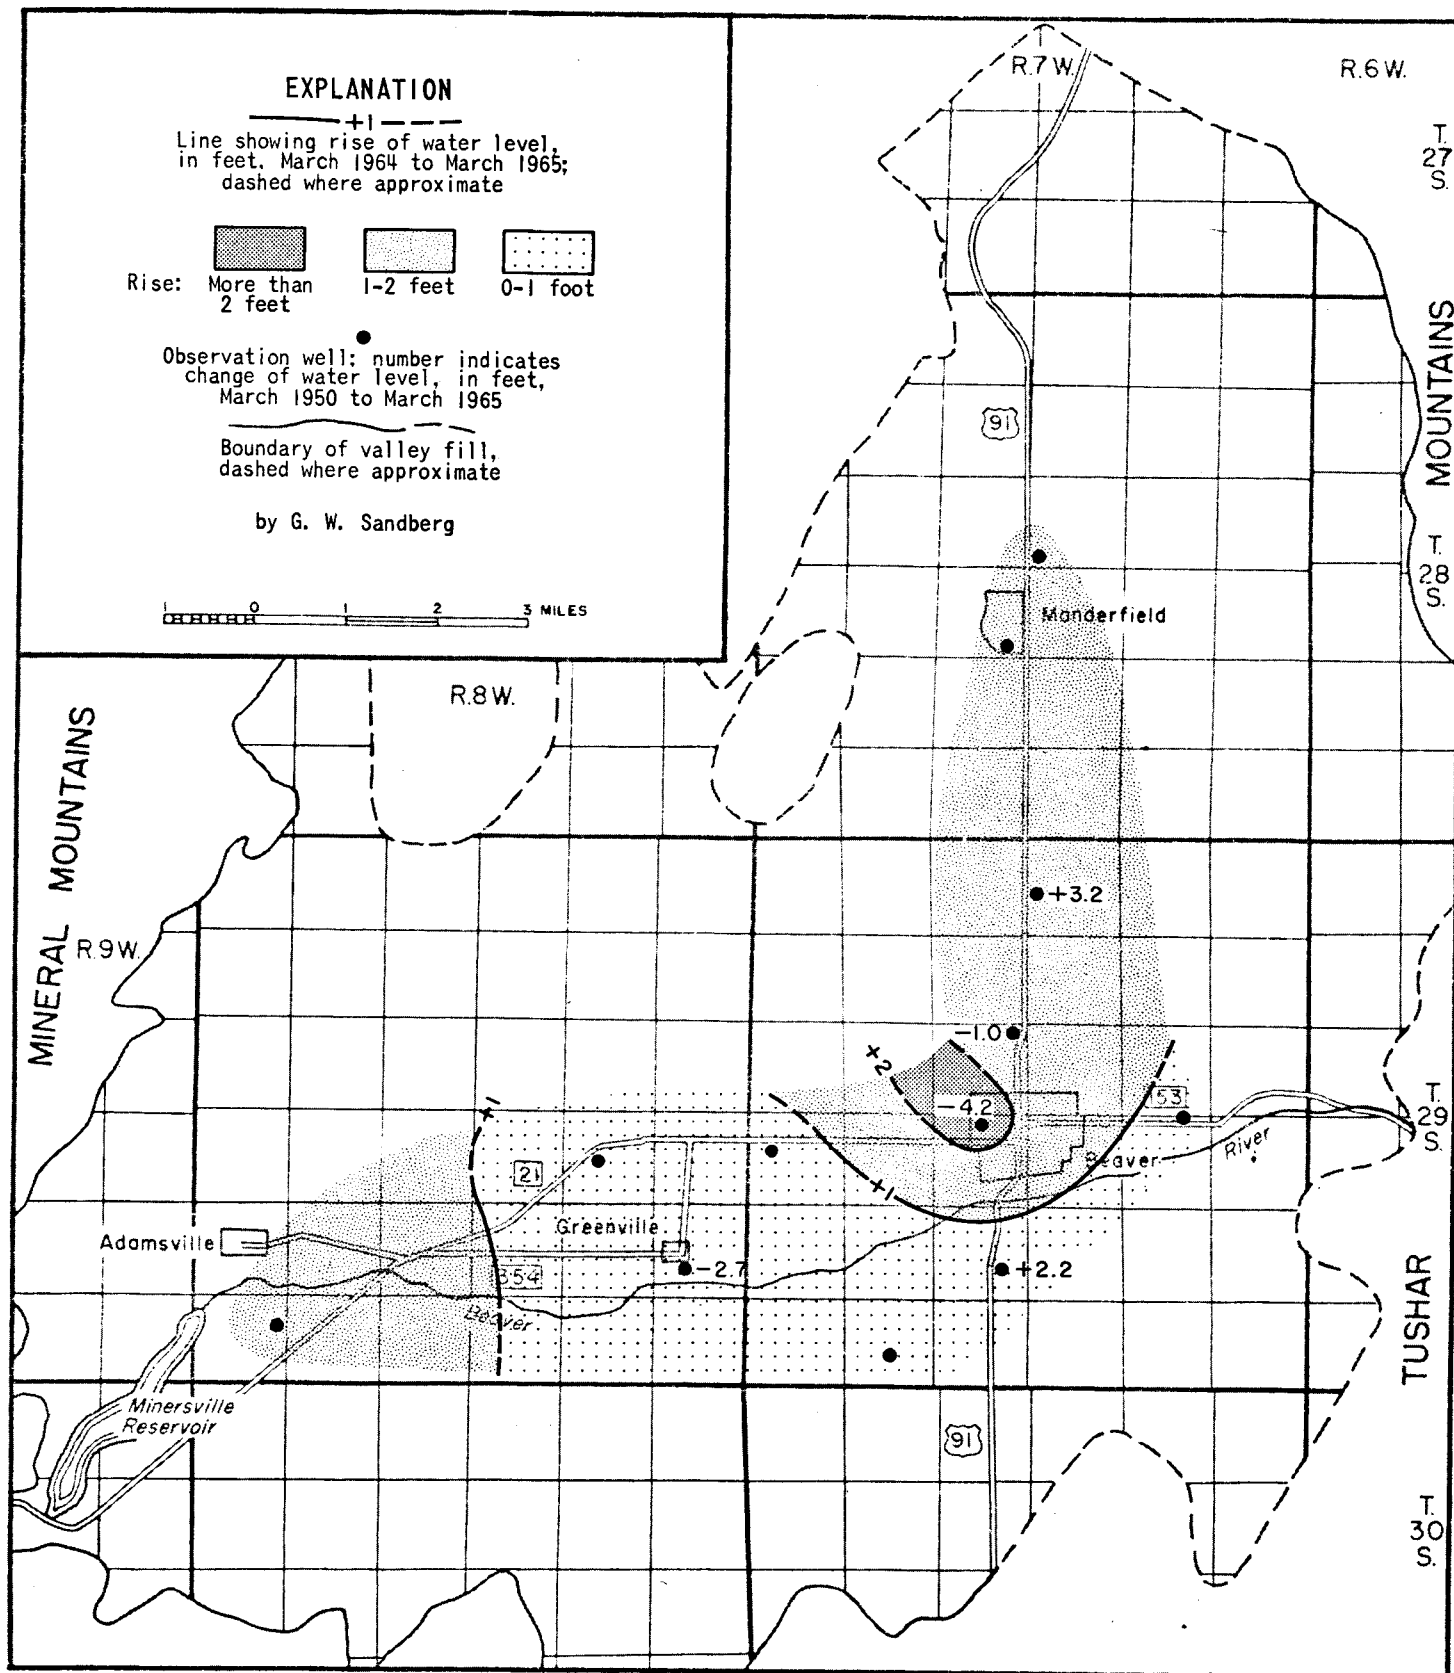 EXPLANATION
+1
Line showing rise of water level,
in feet. March 1964 to March 1965;
dashed where approximate
Rise: More than 2 feet
1-2 feet
0-1 foot
Observation well; number indicates
change of water level, in feet,
March 1950 to March 1965
Boundary of valley fill,
dashed where approximate
by G. W. Sandberg
1 0 1 2 3 MILES
R.7W.
R.6W.
T.
27
S.
MOUNTAINS
91
T.
28
S.
Manderfield
R.8W.
MINERAL MOUNTAINS
R.9W.
+3.2
-1.0
+2
-4.2
+1
153
T.
29
S.
River
Beaver
21
+1
Greenville
Adamsville
-2.7
+2.2
354
Beaver
TUSHAR
Minersville
Reservoir
91
T.
30
S.